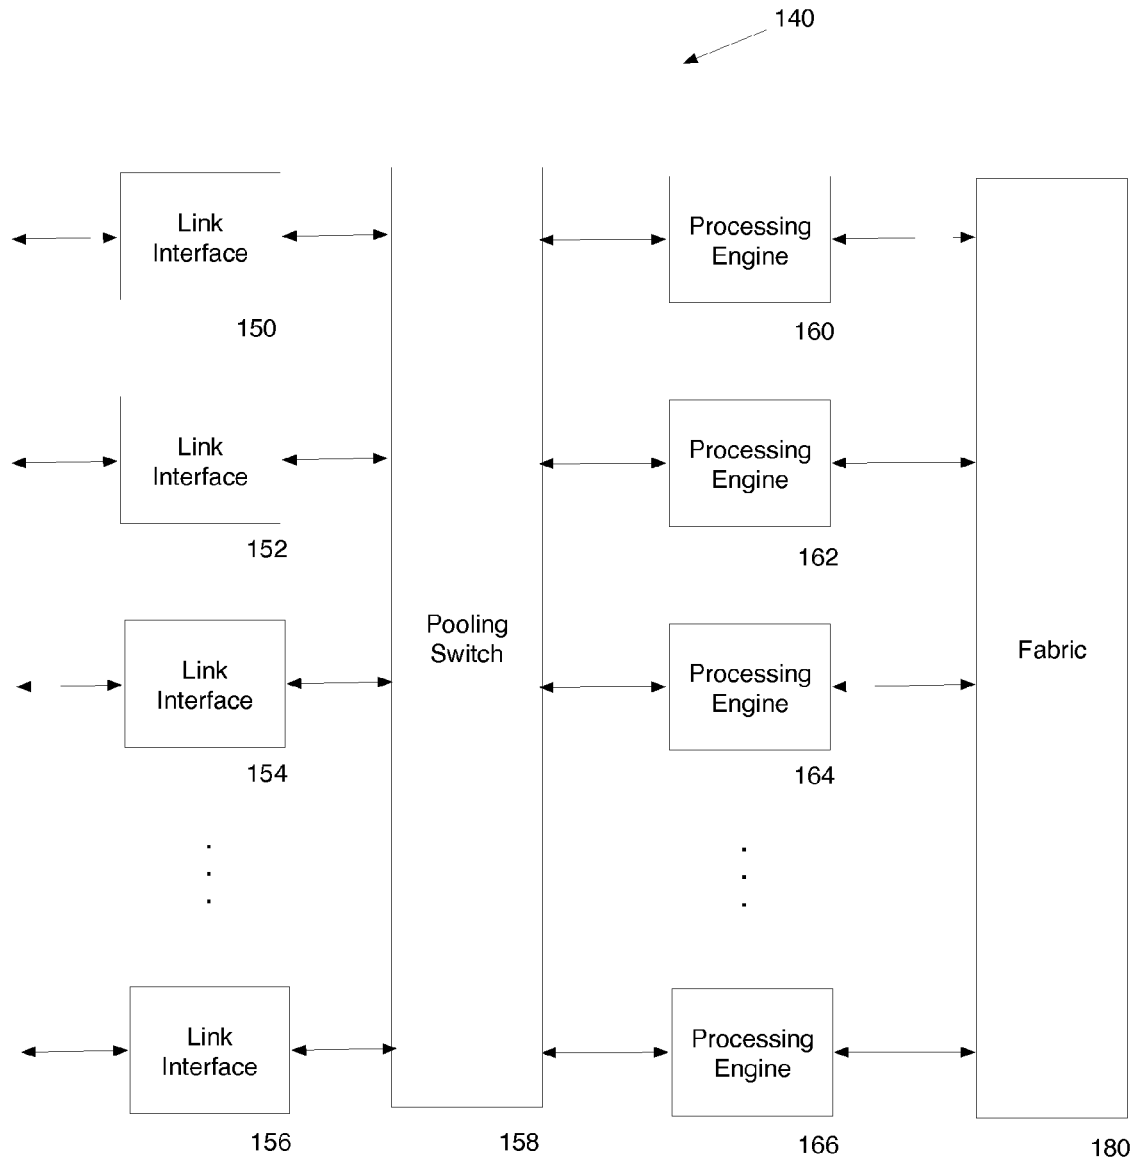 140
Link
Interface
150
Processing
Engine
160
Link
Interface
152
Processing
Engine
162
Pooling
Switch
Fabric
Link
Interface
154
Processing
Engine
164
Link
Interface
156
158
Processing
Engine
166
180